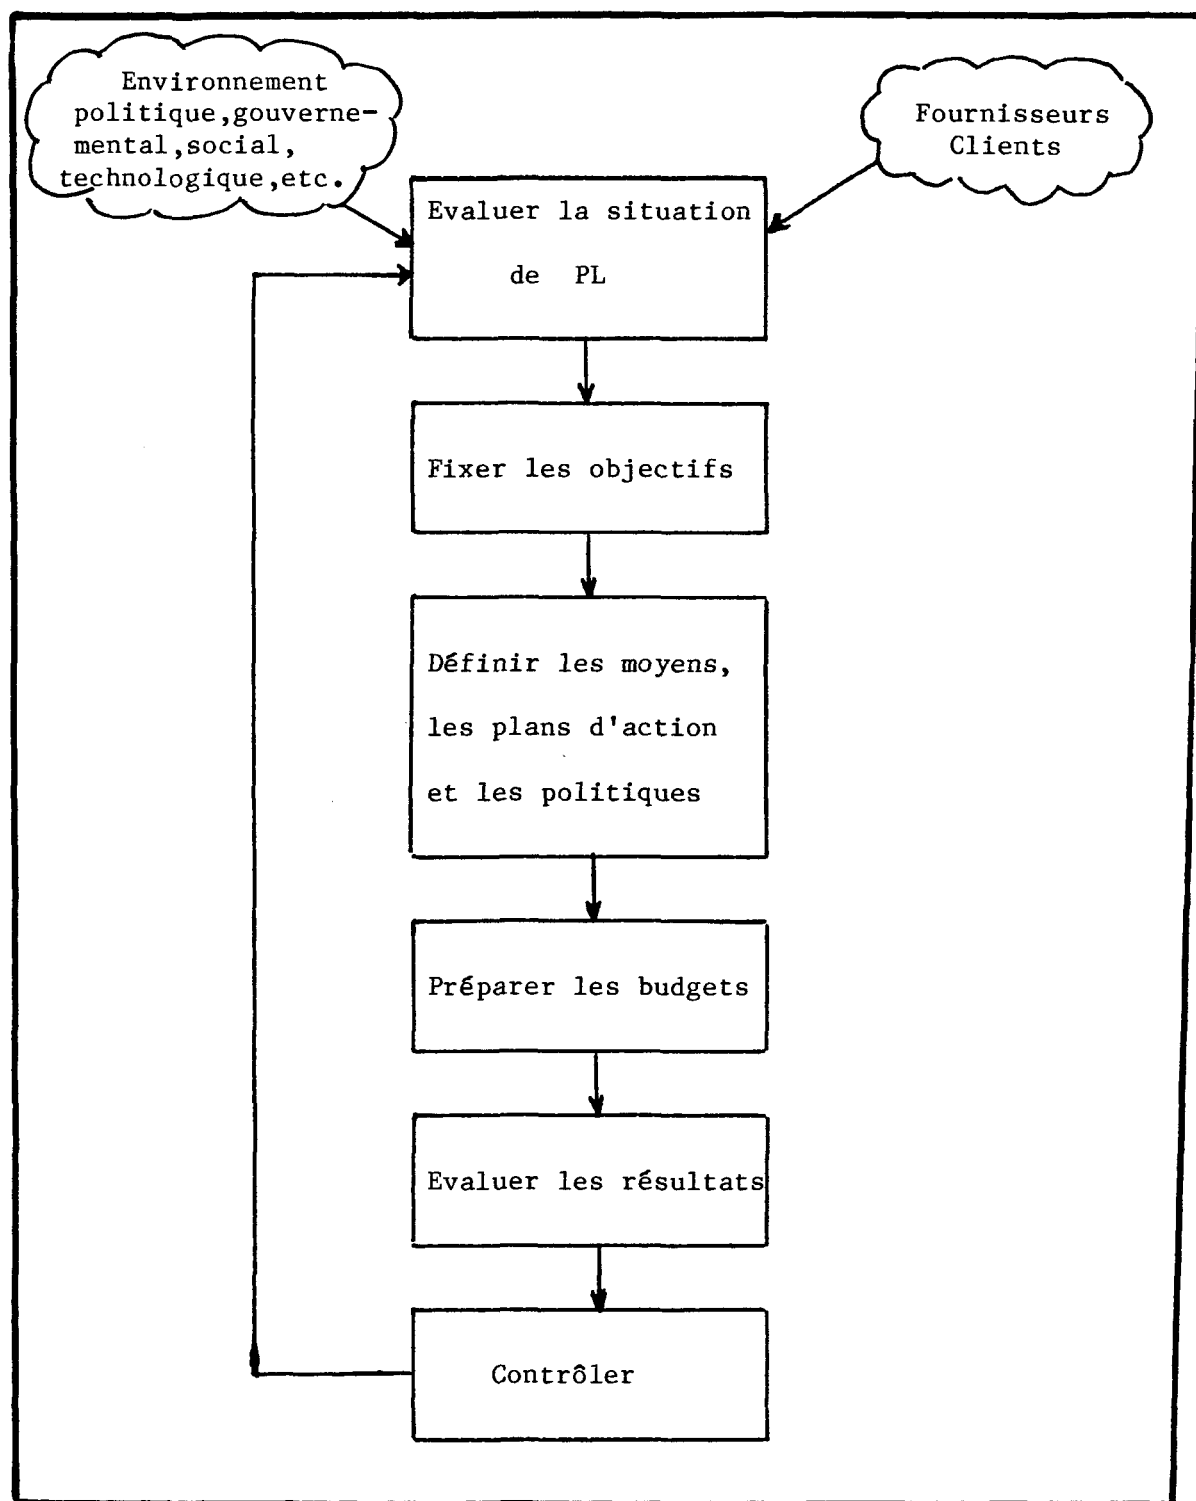 Environnement
politique,gouverne-
mental,social,
technologique,etc.
Fournisseurs
Clients
Evaluer la situation
de PL
Fixer les objectifs
Définir les moyens,
les plans d'action
et les politiques
Préparer les budgets
Evaluer les résultats
Contrôler